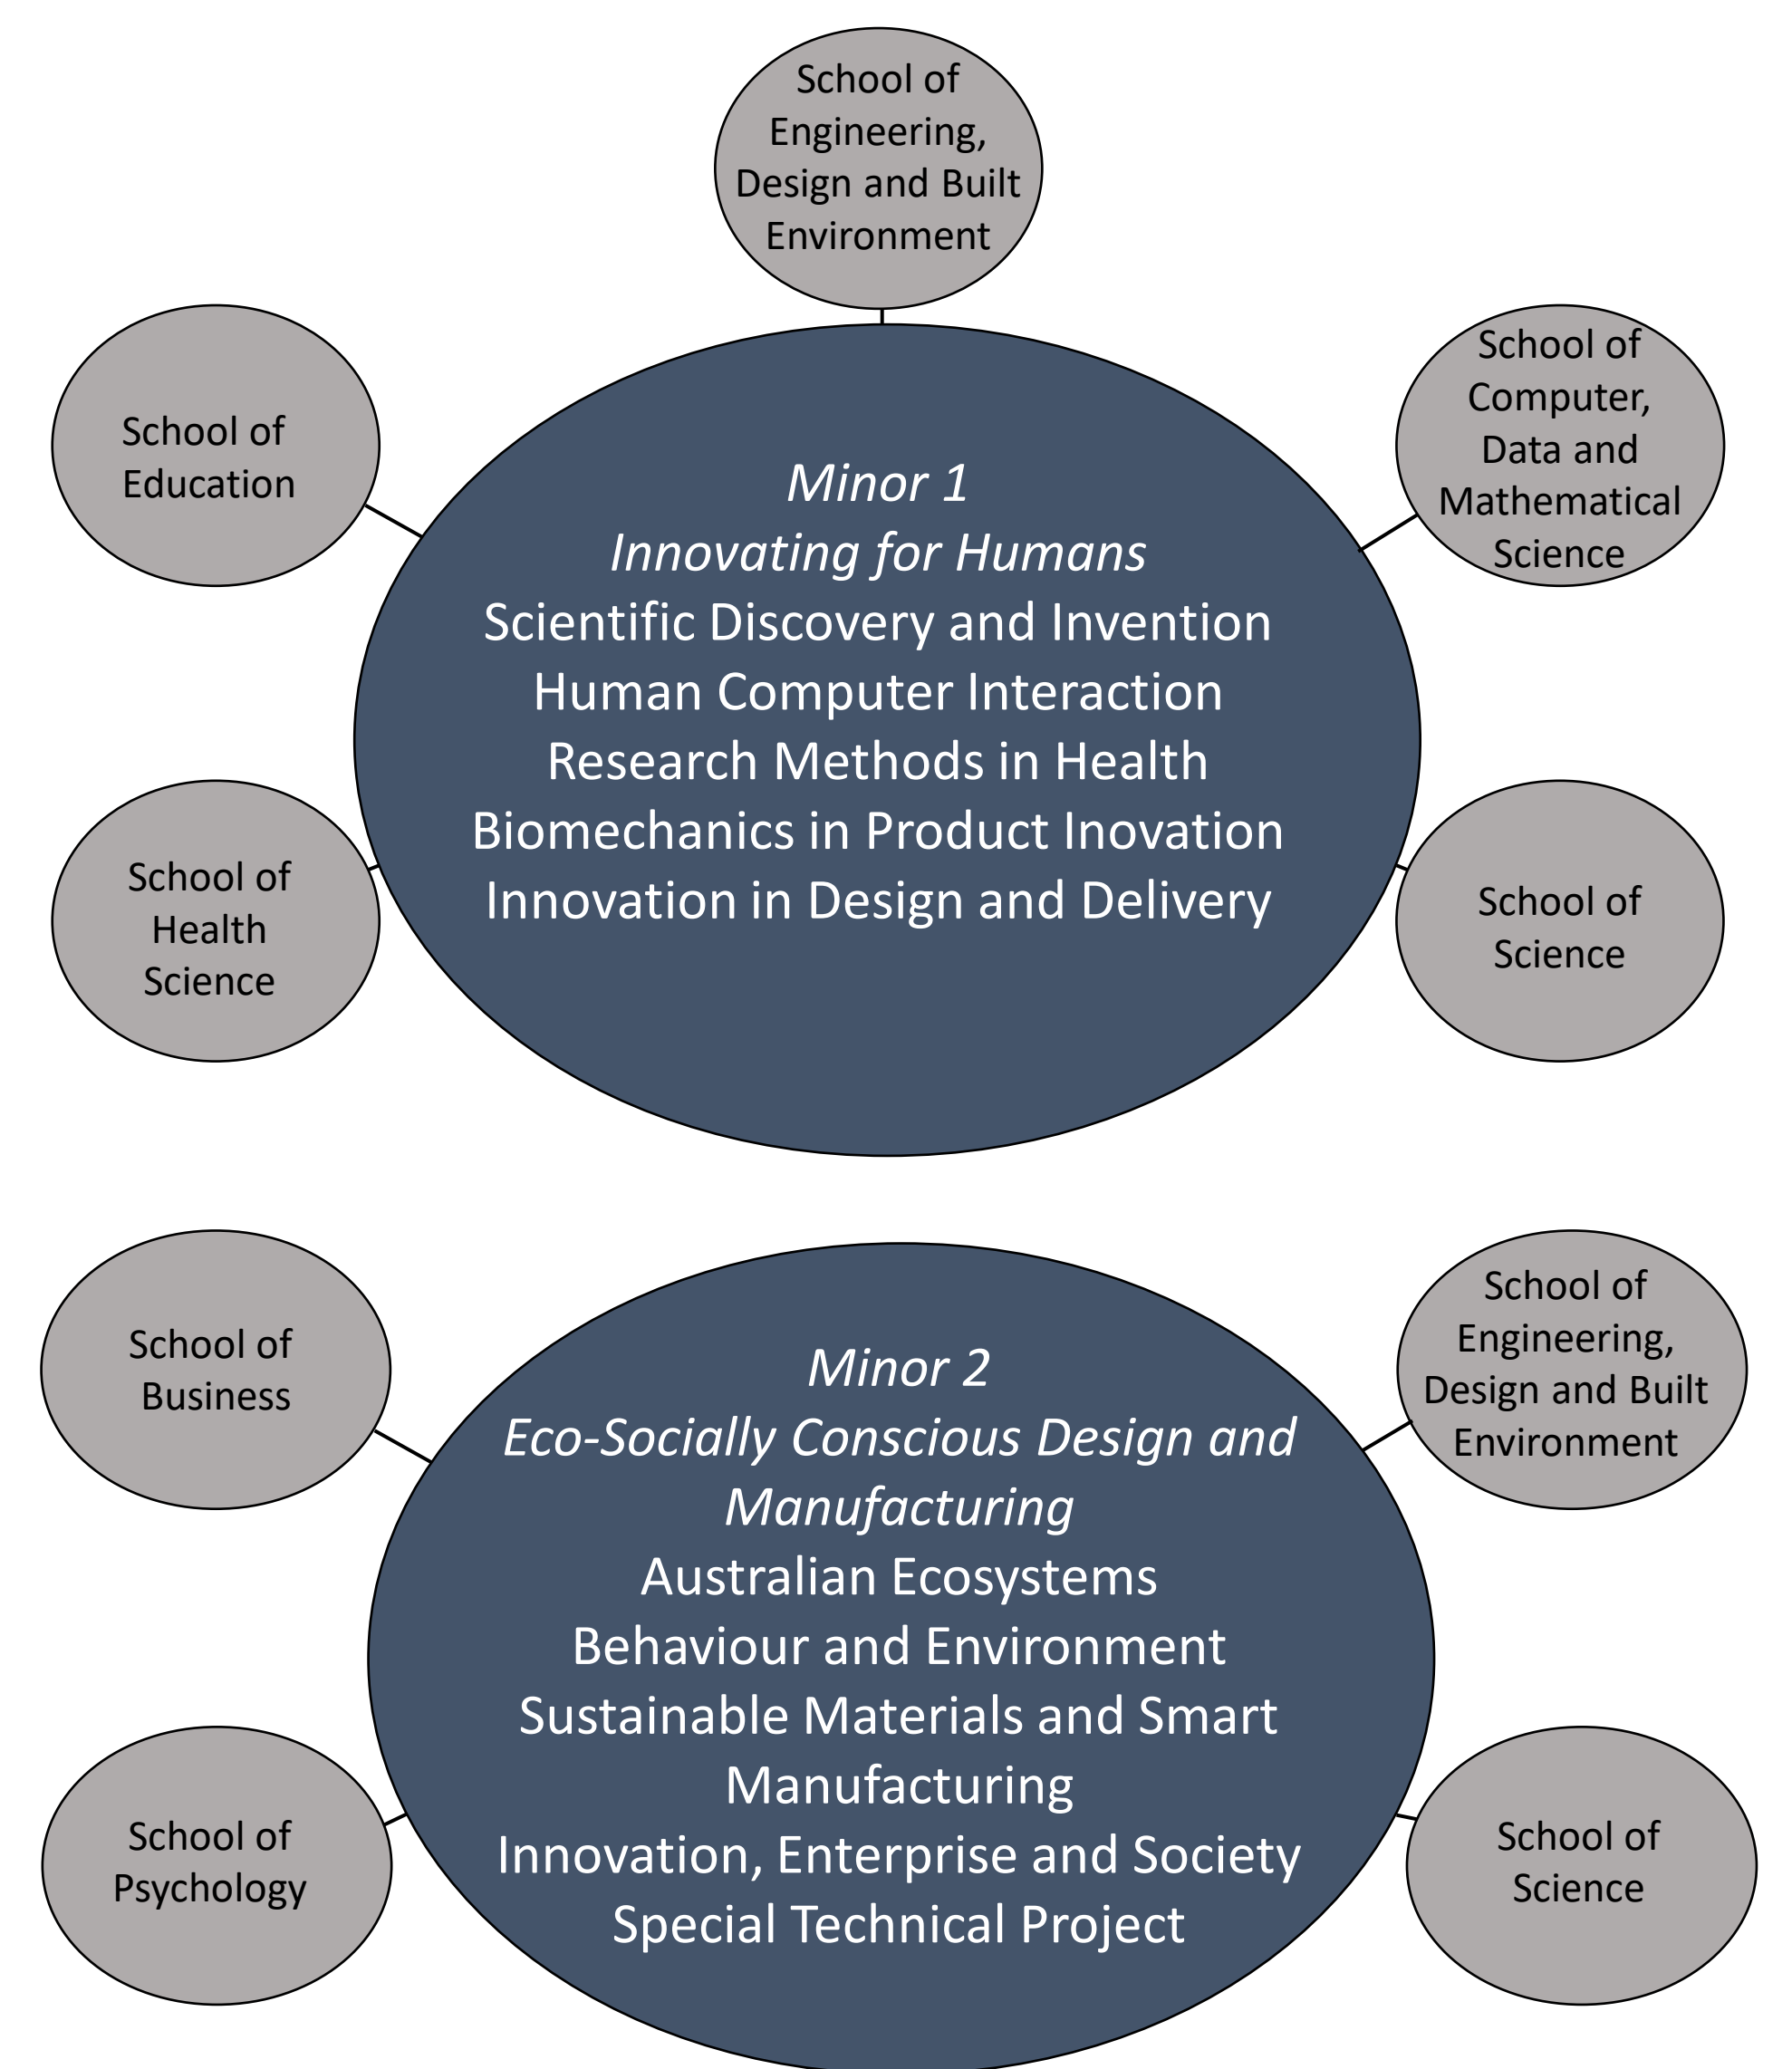 School of
Engineering,
Design and Built
Environment
School of
Education
School of
Computer,
Data and
Mathematical
Science
Minor 1
Innovating for Humans
Scientific Discovery and Invention
Human Computer Interaction
Research Methods in Health
Biomechanics in Product Inovation
Innovation in Design and Delivery
School of
Health
Science
School of
Science
School of
Business
School of
Engineering,
Design and Built
Environment
Minor 2
Eco-Socially Conscious Design and
Manufacturing
Australian Ecosystems
Behaviour and Environment
Sustainable Materials and Smart
Manufacturing
Innovation, Enterprise and Society
Special Technical Project
School of
Psychology
School of
Science